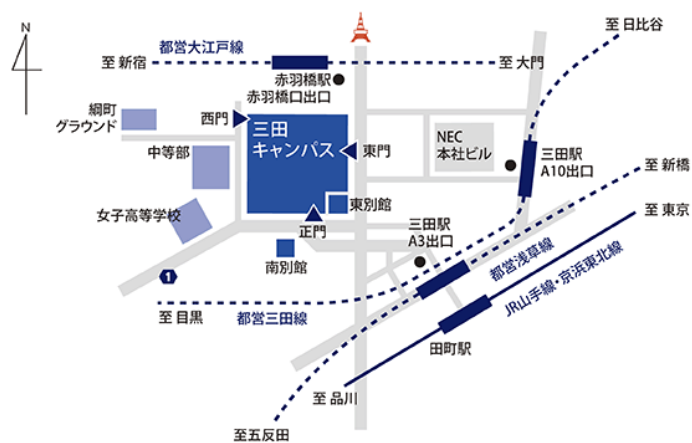 N
都営大江戸線
至 日比谷
至 新宿
至 大門
赤羽橋駅
赤羽橋口出口
綱町
グラウンド
西門
三田
キャンパス
東門
NEC
本社ビル
中等部
三田駅
A10出口
至 新橋
女子高等学校
東別館
正門
三田駅
A3出口
至 東京
南別館
都営浅草線
1
JR山手線・京浜東北線
至 目黒
都営三田線
田町駅
至 品川
至五反田